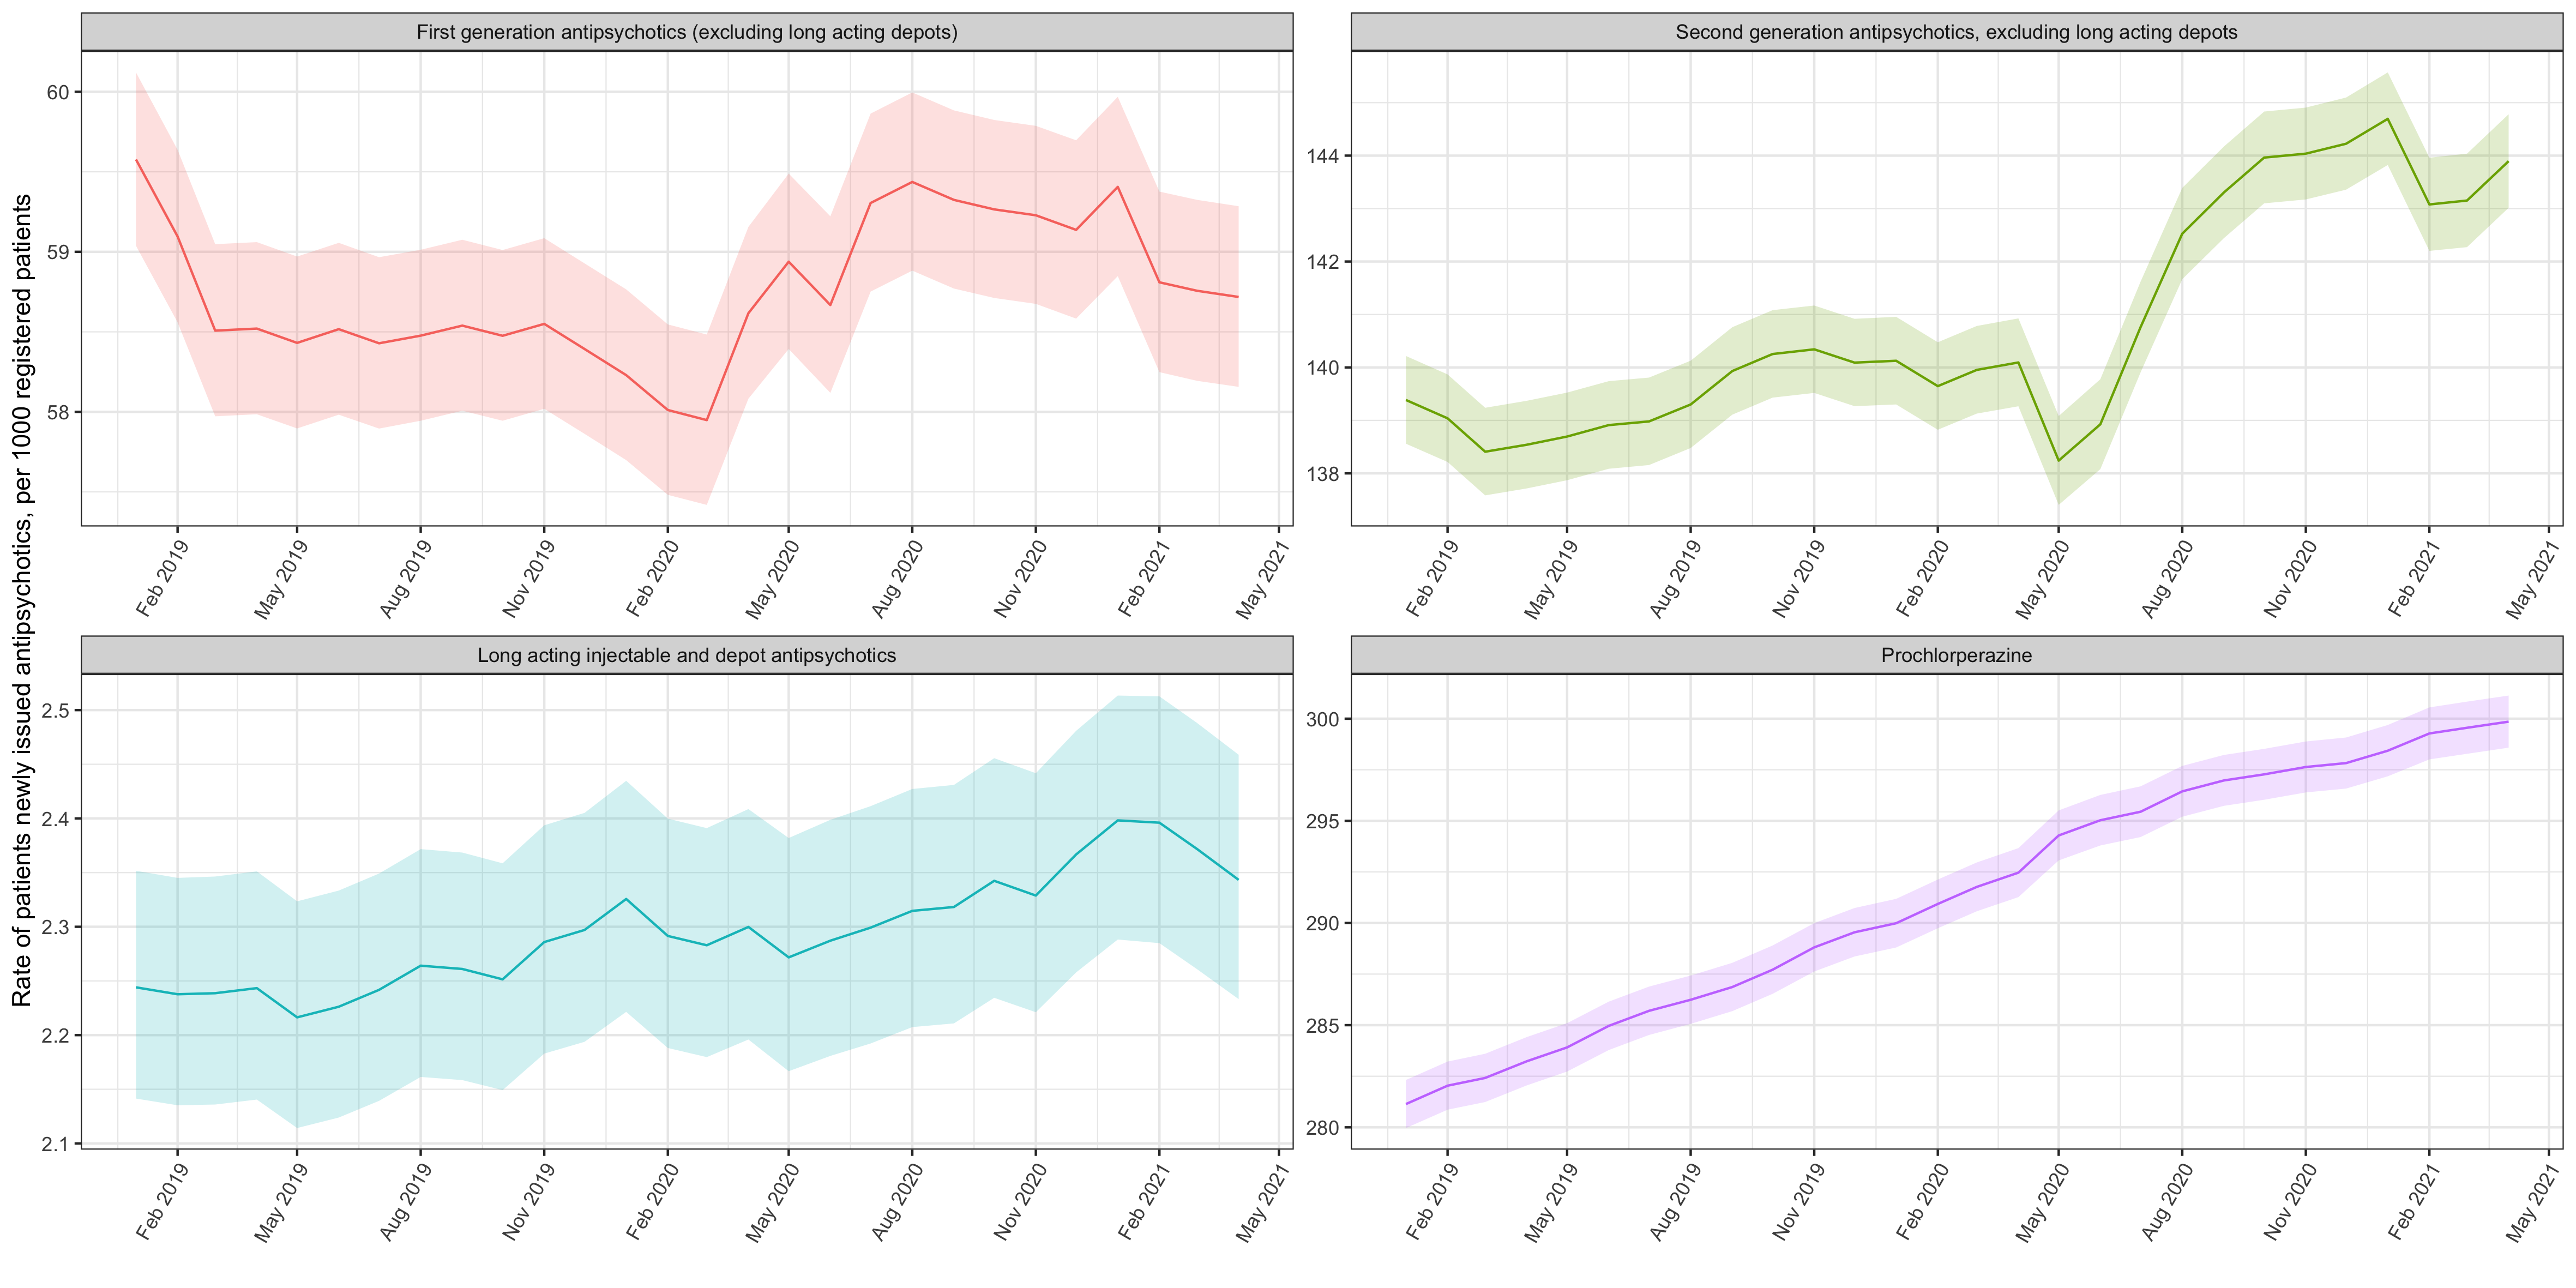 Rate of patients newly issued antipsychotics, per 1000 registered patients
First generation antipsychotics (excluding long acting depots)
60
59
58
Feb 2019
May 2019
Aug 2019
Nov 2019
Feb 2020
May 2020
Aug 2020
Nov 2020
Feb 2021
May 2021
Second generation antipsychotics, excluding long acting depots
144
142
140
138
Feb 2019
May 2019
Aug 2019
Nov 2019
Feb 2020
May 2020
Aug 2020
Nov 2020
Feb 2021
May 2021
Long acting injectable and depot antipsychotics
2.5
2.4
2.3
2.2
2.1
Feb 2019
May 2019
Aug 2019
Nov 2019
Feb 2020
May 2020
Aug 2020
Nov 2020
Feb 2021
May 2021
Prochlorperazine
300
295
290
285
280
Feb 2019
May 2019
Aug 2019
Nov 2019
Feb 2020
May 2020
Aug 2020
Nov 2020
Feb 2021
May 2021